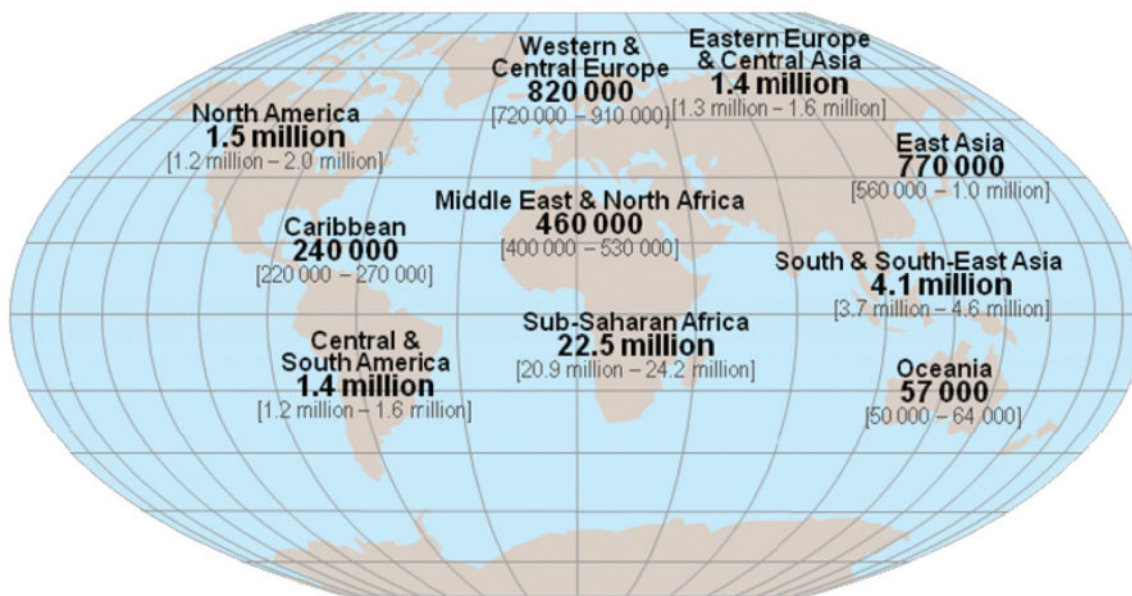 Western &
Central Europe
820 000
[720 000 – 910 000]
Eastern Europe
& Central Asia
1.4 million
[1.3 million – 1.6 million]
North America
1.5 million
[1.2 million – 2.0 million]
East Asia
770 000
[560 000 – 1.0 million]
Middle East & North Africa
460 000
[400 000 – 530 000]
Caribbean
240 000
[220 000 – 270 000]
South & South-East Asia
4.1 million
[3.7 million – 4.6 million]
Sub-Saharan Africa
22.5 million
[20.9 million – 24.2 million]
Central &
South America
1.4 million
[1.2 million – 1.6 million]
Oceania
57 000
[50 000 – 64 000]